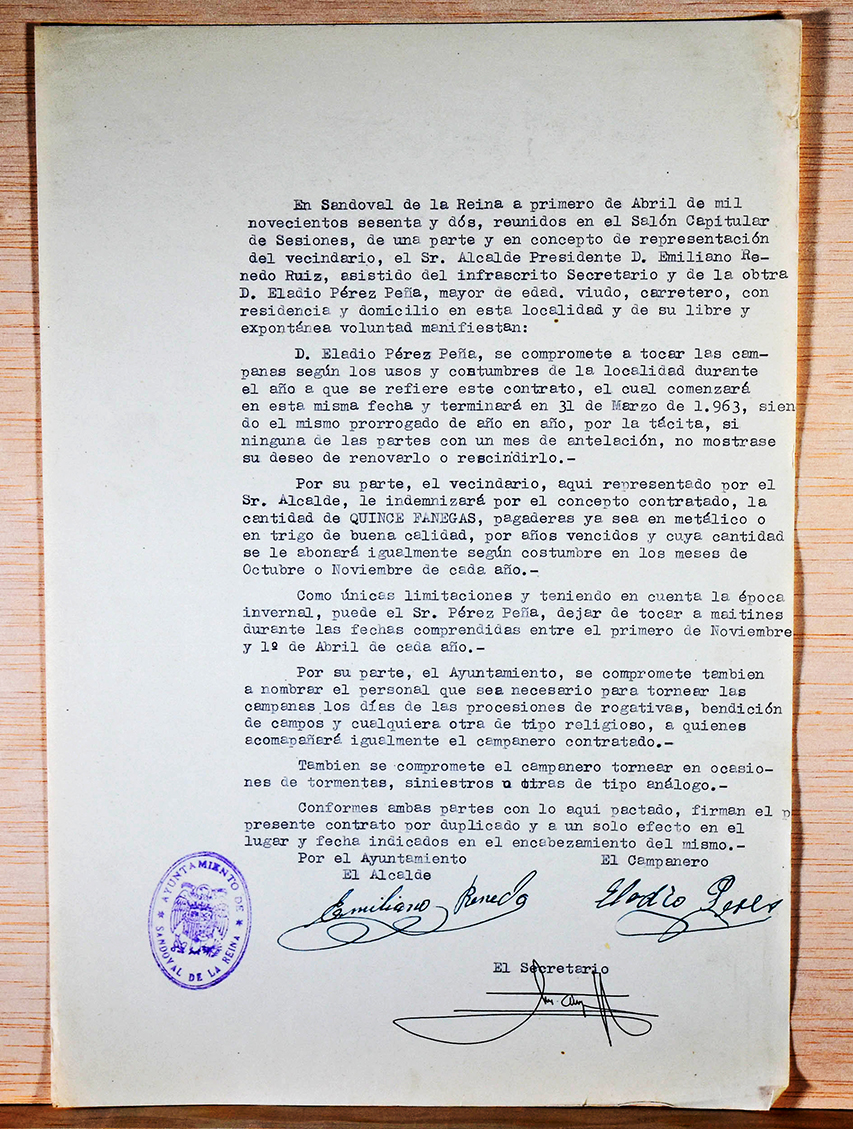 En Sandoval de la Reina a primero de Abril de mil
novecientos sesenta y dós, reunidos en el Salón Capitular
de Sesiones, de una parte y en concepto de representación
del vecindario, el Sr. Alcalde Presidente D. Emiliano Re-
nedo Ruiz, asistido del infrascrito Secretario y de la obtra
D. Eladio Pérez Peña, mayor de edad. viudo, carretero, con
residencia y domicilio en esta localidad y de su libre y
expontánea voluntad manifiestan:
D. Eladio Pérez Peña, se compromete a tocar las cam-
panas según los usos y costumbres de la localidad durante
el año a que se refiere este contrato, el cual comenzará
en esta misma fecha y terminará en 31 de Marzo de 1.963, sien
do el mismo prorrogado de año en año, por la tácita, si
ninguna de las partes con un mes de antelación, no mostrase
su deseo de renovarlo o rescindirlo.-
Por su parte, el vecindario, aqui representado por el
Sr. Alcalde, le indemnizará por el concepto contratado, la
cantidad de QUINCE FANEGAS, pagaderas ya sea en metálico o
en trigo de buena calidad, por años vencidos y cuya cantidad
se le abonará igualmente según costumbre en los meses de
Octubre o Noviembre de cada año.-
Como únicas limitaciones y teniendo en cuenta la época
invernal, puede el Sr. Pérez Peña, dejar de tocar a maitines
durante las fechas comprendidas entre el primero de Noviembre
y 1º de Abril de cada año.-
Por su parte, el Ayuntamiento, se compromete tambien
a nombrar el personal que sea necesario para tornear las
campanas los días de las procesiones de rogativas, bendición
de campos y cualquiera otra de tipo religioso, a quienes
acomapañará igualmente el campanero contratado.-
Tambien se compromete el campanero tornear en ocasio-
nes de tormentas, siniestros u otras de tipo análogo.-
Conformes ambas partes con lo aqui pactado, firman el p
presente contrato por duplicado y a un solo efecto en el
lugar y fecha indicados en el encabezamiento del mismo.-
Por el Ayuntamiento El Campanero
El Alcalde
Emiliano Renedo Eladio Perez
AYUNTAMIENTO DE
SANDOVAL DE LA REINA
El Secretario